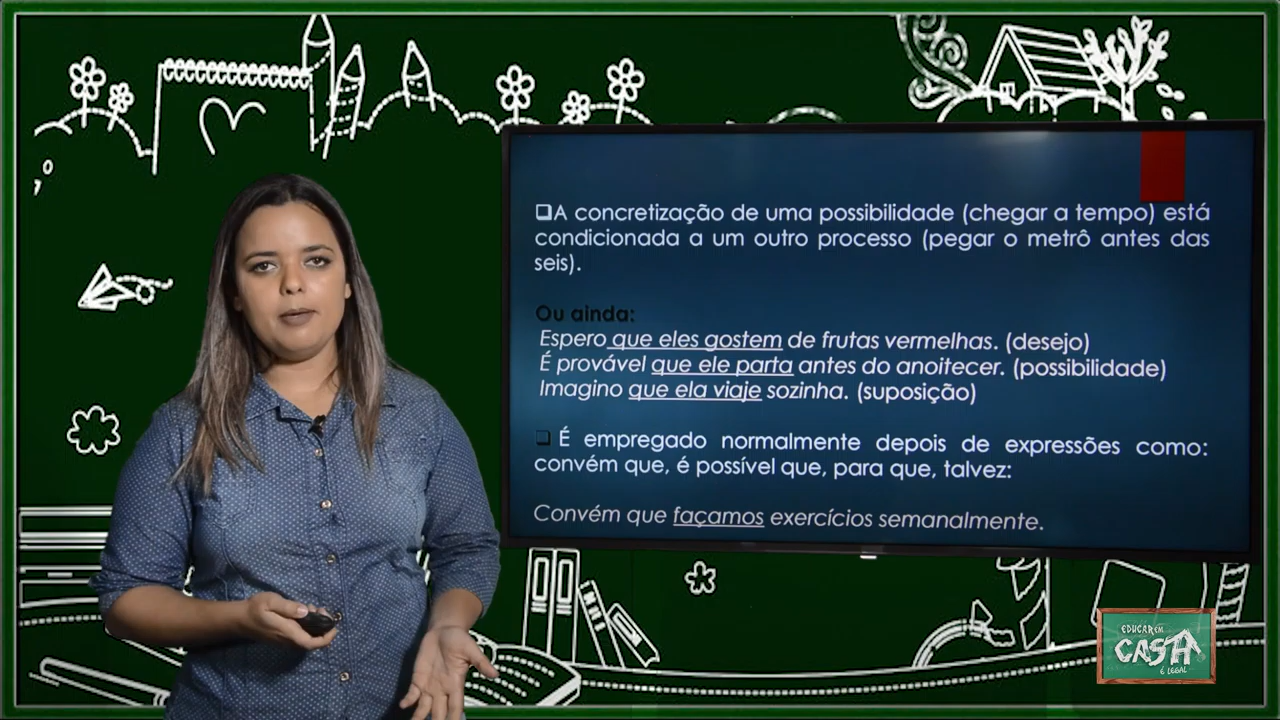 ❑A concretização de uma possibilidade (chegar a tempo) está
condicionada a um outro processo (pegar o metrô antes das
seis).
Ou ainda:
Espero que eles gostem de frutas vermelhas. (desejo)
É provável que ele parta antes do anoitecer. (possibilidade)
Imagino que ela viaje sozinha. (suposição)
❑ É empregado normalmente depois de expressões como:
convém que, é possível que, para que, talvez:
Convém que façamos exercícios semanalmente.
EDUCAR EM
CASA
É LEGAL